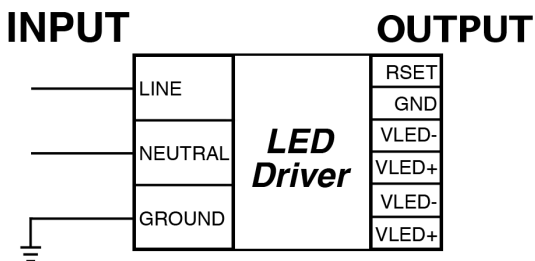 INPUT
OUTPUT
LINE
NEUTRAL
GROUND
LED
Driver
RSET
GND
VLED-
VLED+
VLED-
VLED+